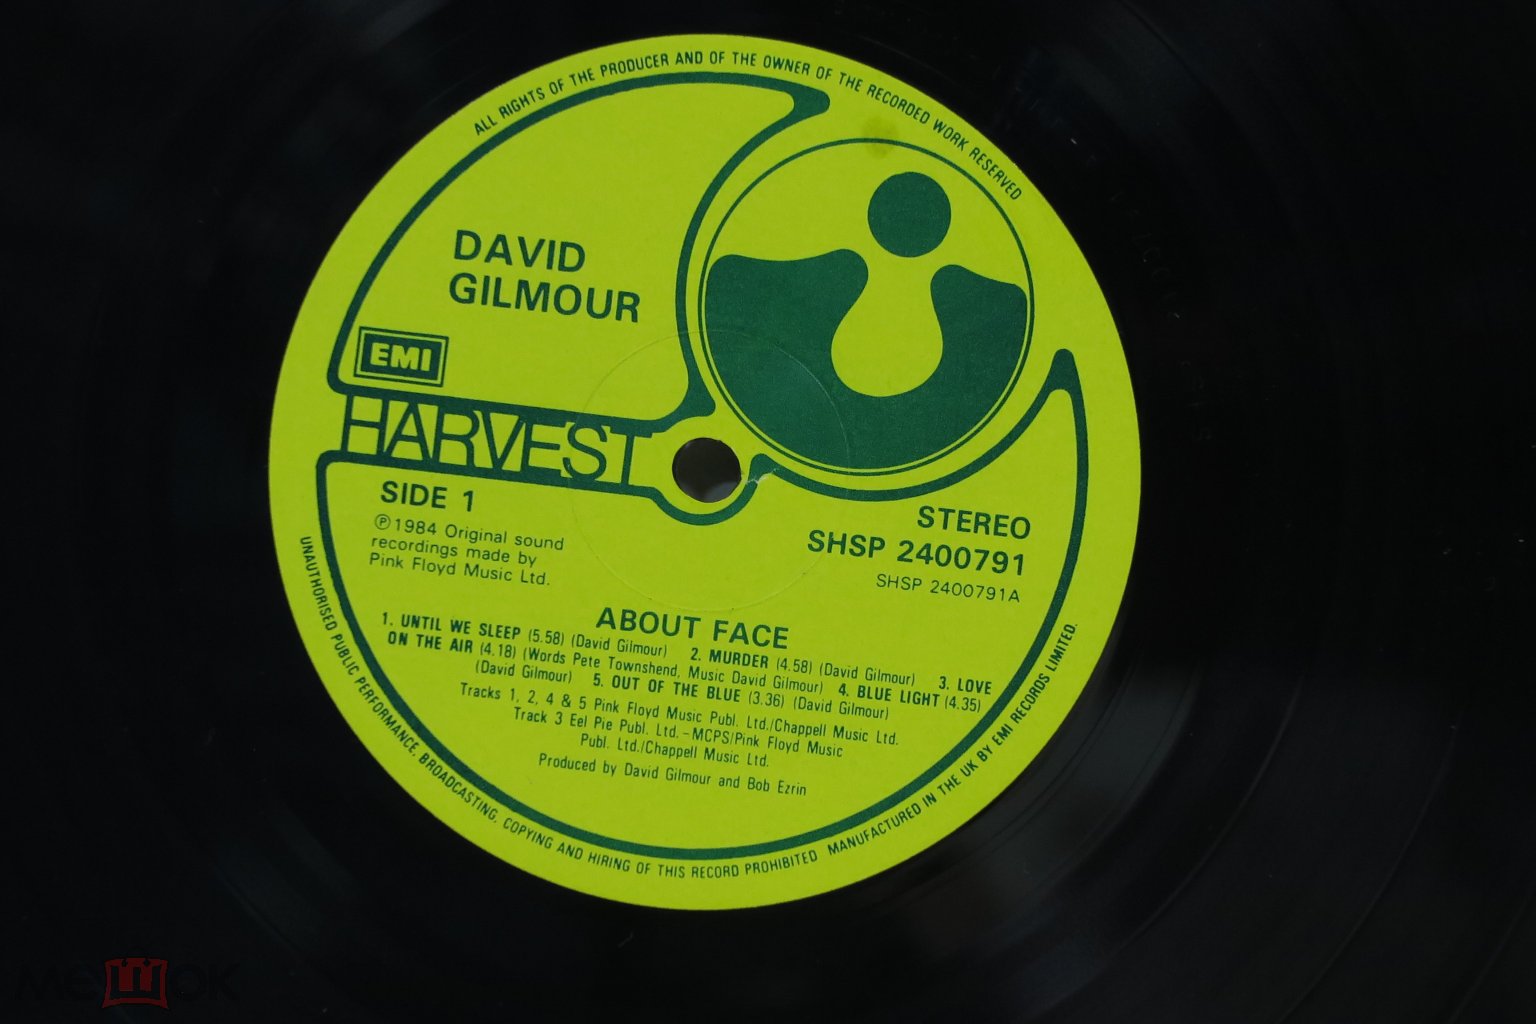 ALL RIGHTS OF THE PRODUCER AND OF THE OWNER OF THE RECORDED WORK RESERVED
DAVID
GILMOUR
EMI
HARVEST
SIDE 1
℗1984 Original sound
recordings made by
Pink Floyd Music Ltd.
STEREO
SHSP 2400791
SHSP 2400791A
ABOUT FACE
1. UNTIL WE SLEEP (5.58) (David Gilmour) 2. MURDER (4.58) (David Gilmour) 3. LOVE
ON THE AIR (4.18) (Words Pete Townshend, Music David Gilmour) 4. BLUE LIGHT (4.35)
(David Gilmour) 5. OUT OF THE BLUE (3.36) (David Gilmour)
Tracks 1, 2, 4 & 5 Pink Floyd Music Publ. Ltd./Chappell Music Ltd.
Track 3 Eel Pie Publ. Ltd.-MCPS/Pink Floyd Music
Publ. Ltd./Chappell Music Ltd.
Produced by David Gilmour and Bob Ezrin
UNAUTHORISED PUBLIC PERFORMANCE, BROADCASTING, COPYING AND HIRING OF THIS RECORD PROHIBITED MANUFACTURED IN THE UK BY EMI RECORDS LIMITED.
мешок